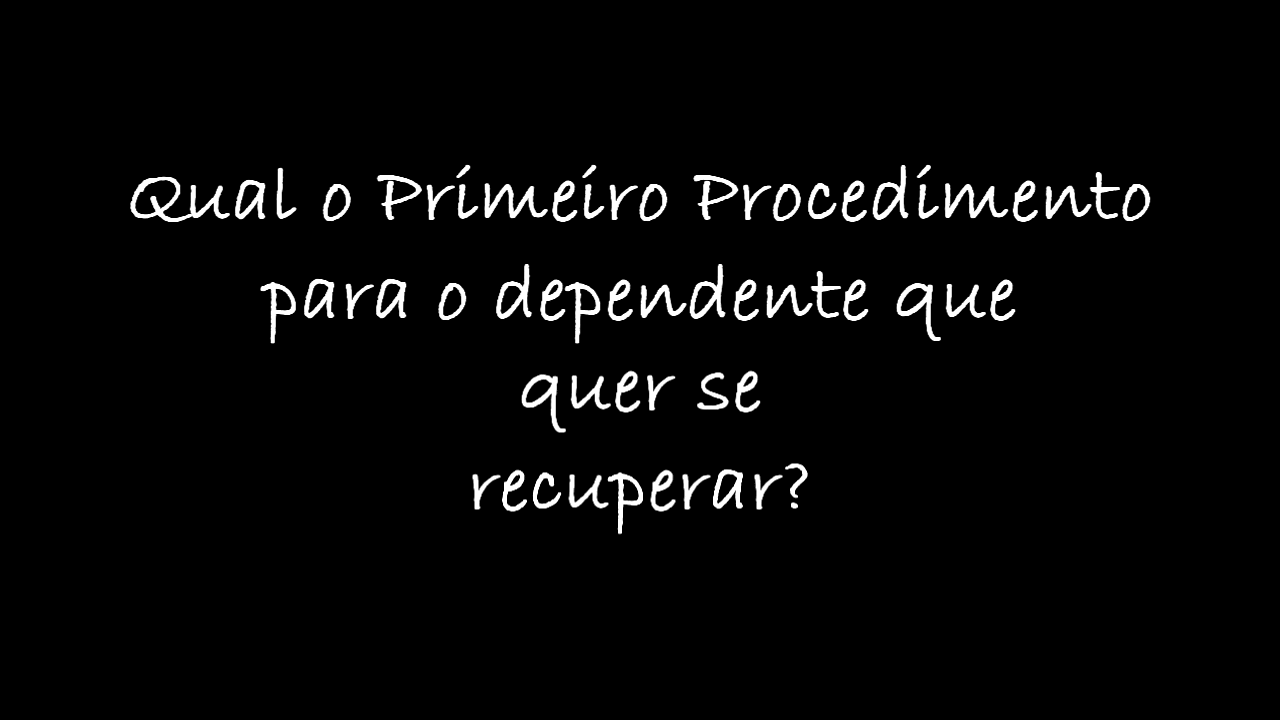 Qual o Primeiro Procedimento
para o dependente que
quer se
recuperar?